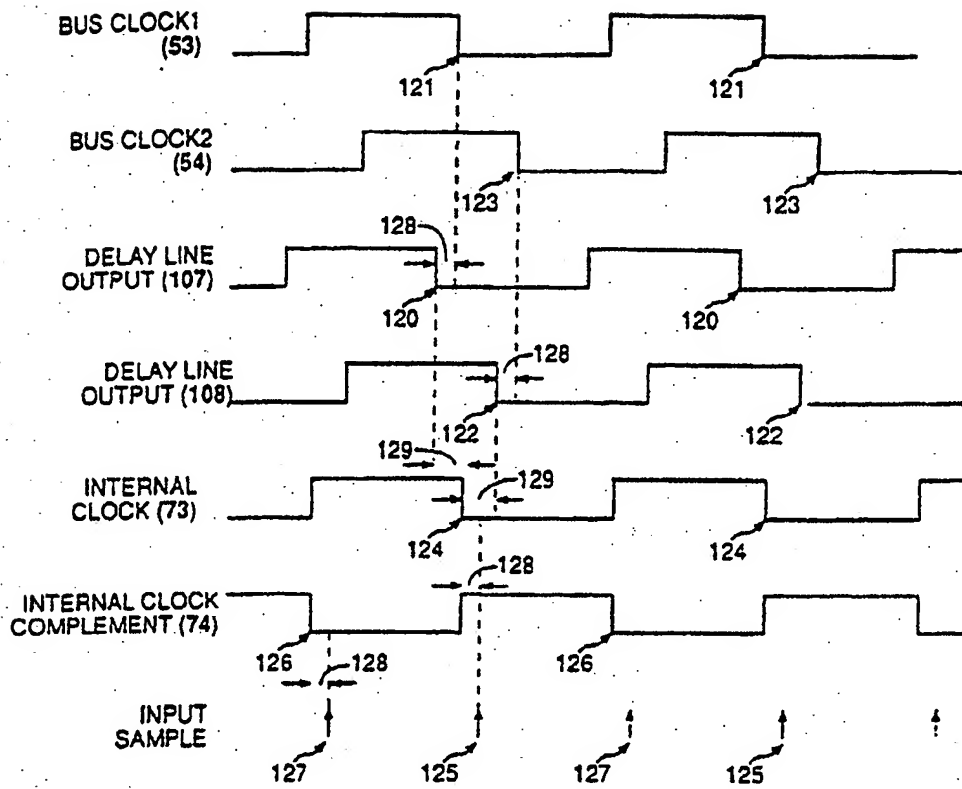 BUS CLOCK1
(53)
121
121
BUS CLOCK2
(54)
123
123
128
DELAY LINE
OUTPUT (107)
120
120
128
DELAY LINE
OUTPUT (108)
122
122
129
129
INTERNAL
CLOCK (73)
124
124
128
INTERNAL CLOCK
COMPLEMENT (74)
126
128
126
INPUT
SAMPLE
127
125
127
125